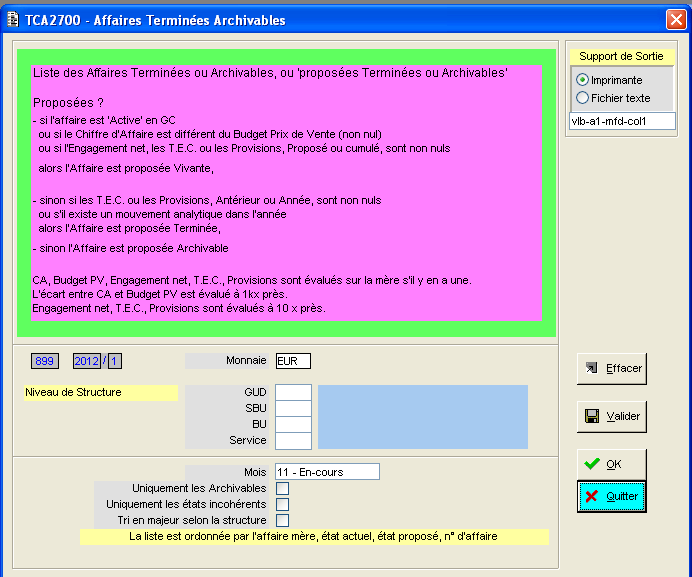 TCA2700 - Affaires Terminées Archivables
Liste des Affaires Terminées ou Archivables, ou 'proposées Terminées ou Archivables'
Proposées ?
- si l'affaire est 'Active' en GC
ou si le Chiffre d'Affaire est différent du Budget Prix de Vente (non nul)
ou si l'Engagement net, les T.E.C. ou les Provisions, Proposé ou cumulé, sont non nuls
alors l'Affaire est proposée Vivante,
- sinon si les T.E.C. ou les Provisions, Antérieur ou Année, sont non nuls
ou s'il existe un mouvement analytique dans l'année
alors l'Affaire est proposée Terminée,
- sinon l'Affaire est proposée Archivable
CA, Budget PV, Engagement net, T.E.C., Provisions sont évalués sur la mère s'il y en a une.
L'écart entre CA et Budget PV est évalué à 1kx près.
Engagement net, T.E.C., Provisions sont évalués à 10 x près.
Support de Sortie
Imprimante
Fichier texte
vlb-a1-mfd-col1
899 2012 / 1 Monnaie EUR
Niveau de Structure
GUD
SBU
BU
Service
Effacer
Valider
OK
Quitter
Mois 11 - En-cours
Uniquement les Archivables
Uniquement les états incohérents
Tri en majeur selon la structure
La liste est ordonnée par l'affaire mère, état actuel, état proposé, n° d'affaire